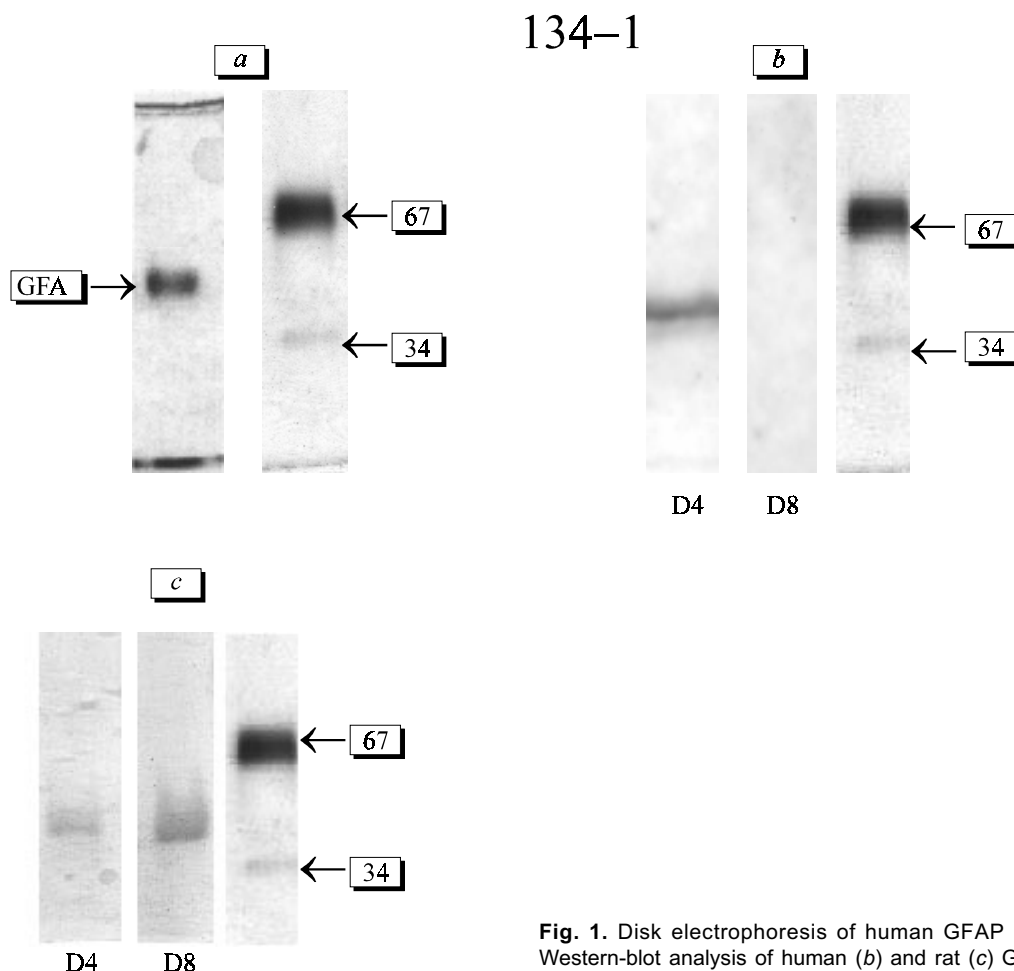 134–1
a
b
GFA
67
34
67
34
D4 D8
c
67
34
D4 D8
Fig. 1. Disk electrophoresis of human GFAP
Western-blot analysis of human (b) and rat (c) G